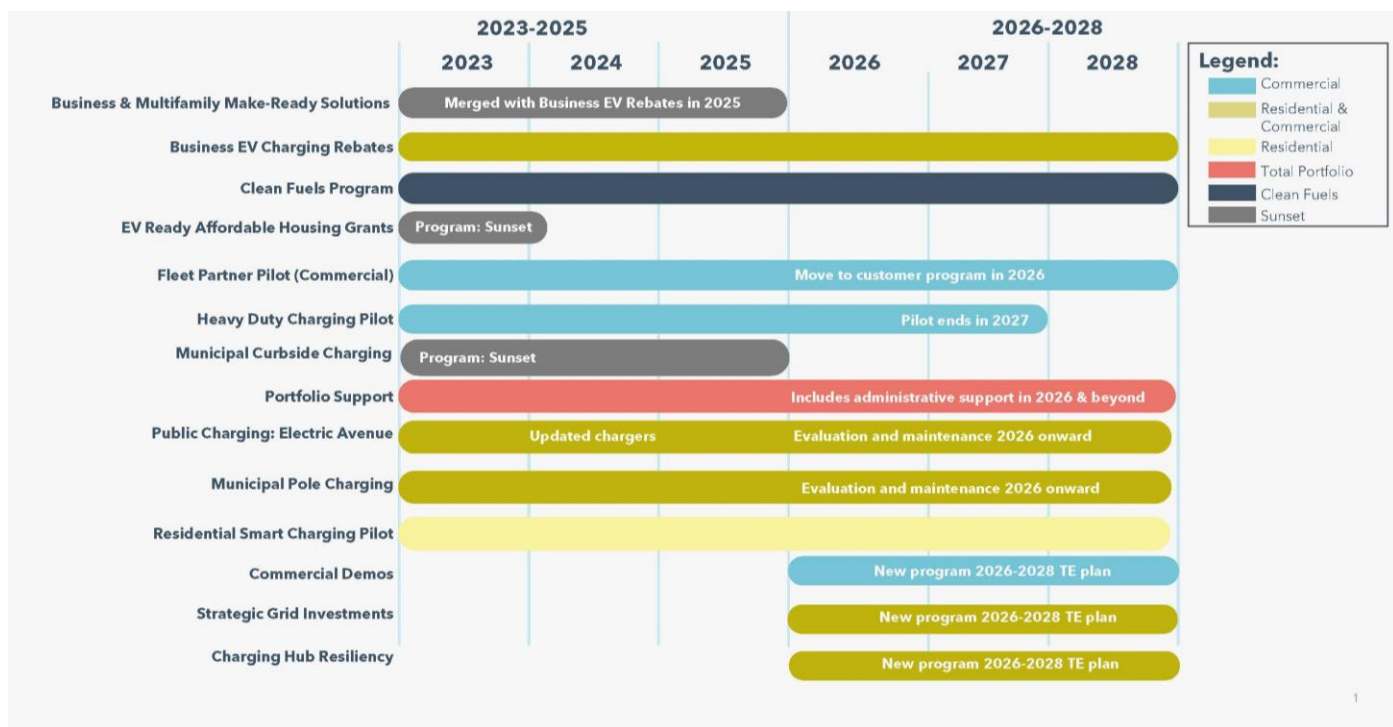 2023-2025
2026-2028
2023
2024
2025
2026
2027
2028
Legend:
Commercial
Residential &
Commercial
Residential
Total Portfolio
Clean Fuels
Sunset
Business & Multifamily Make-Ready Solutions
Merged with Business EV Rebates in 2025
Business EV Charging Rebates
Clean Fuels Program
EV Ready Affordable Housing Grants
Program: Sunset
Fleet Partner Pilot (Commercial)
Move to customer program in 2026
Heavy Duty Charging Pilot
Pilot ends in 2027
Municipal Curbside Charging
Program: Sunset
Portfolio Support
Includes administrative support in 2026 & beyond
Public Charging: Electric Avenue
Updated chargers
Evaluation and maintenance 2026 onward
Municipal Pole Charging
Evaluation and maintenance 2026 onward
Residential Smart Charging Pilot
Commercial Demos
New program 2026-2028 TE plan
Strategic Grid Investments
New program 2026-2028 TE plan
Charging Hub Resiliency
New program 2026-2028 TE plan
1